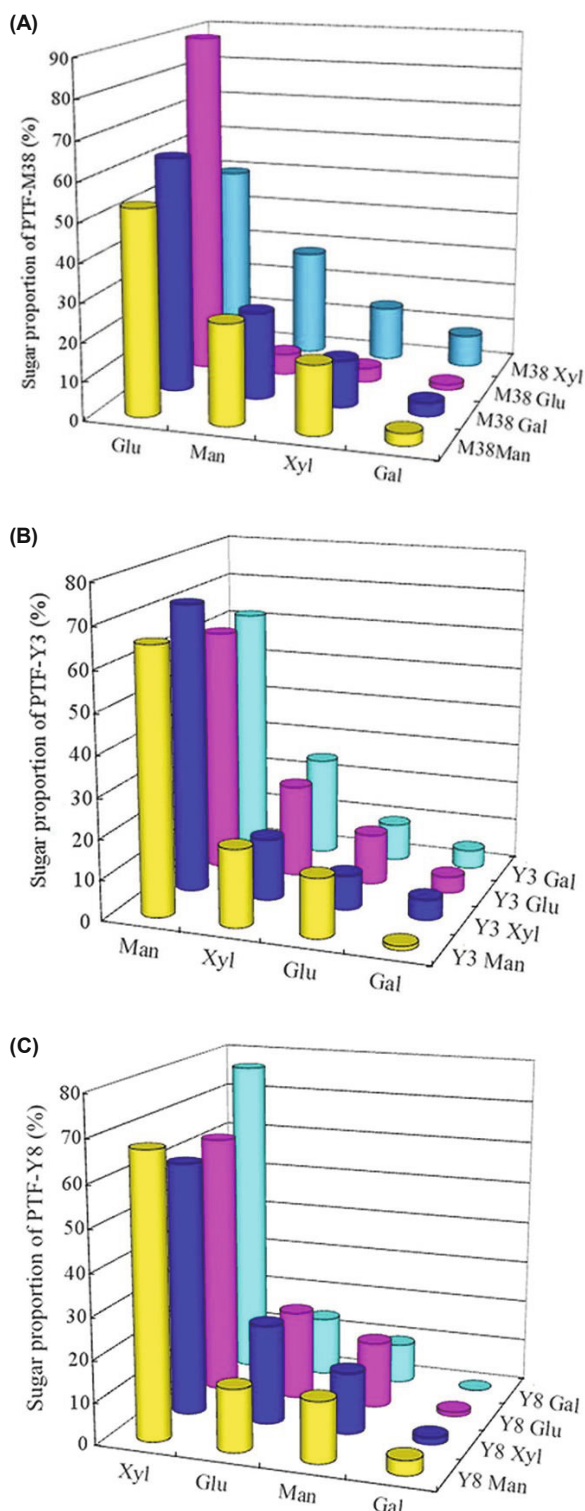 (A)
Sugar proportion of PTF-M38 (%)
90
80
70
60
50
40
30
20
10
0
Glu
Man
Xyl
Gal
M38 Xyl
M38 Glu
M38 Gal
M38Man
(B)
Sugar proportion of PTF-Y3 (%)
80
70
60
50
40
30
20
10
0
Man
Xyl
Glu
Gal
Y3 Gal
Y3 Glu
Y3 Xyl
Y3 Man
(C)
Sugar proportion of PTF-Y8 (%)
80
70
60
50
40
30
20
10
0
Xyl
Glu
Man
Gal
Y8 Gal
Y8 Glu
Y8 Xyl
Y8 Man